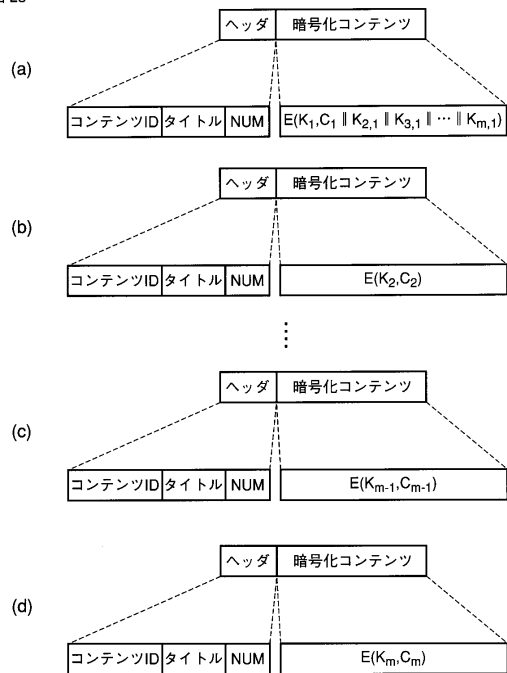 ヘッダ 暗号化コンテンツ
(a)
コンテンツID タイトル NUM E(K1,C1 || K2,1 || K3,1 || ⋯ || Km,1)
ヘッダ 暗号化コンテンツ
(b)
コンテンツID タイトル NUM E(K2,C2)
⋮
ヘッダ 暗号化コンテンツ
(c)
コンテンツID タイトル NUM E(Km-1,Cm-1)
ヘッダ 暗号化コンテンツ
(d)
コンテンツID タイトル NUM E(Km,Cm)